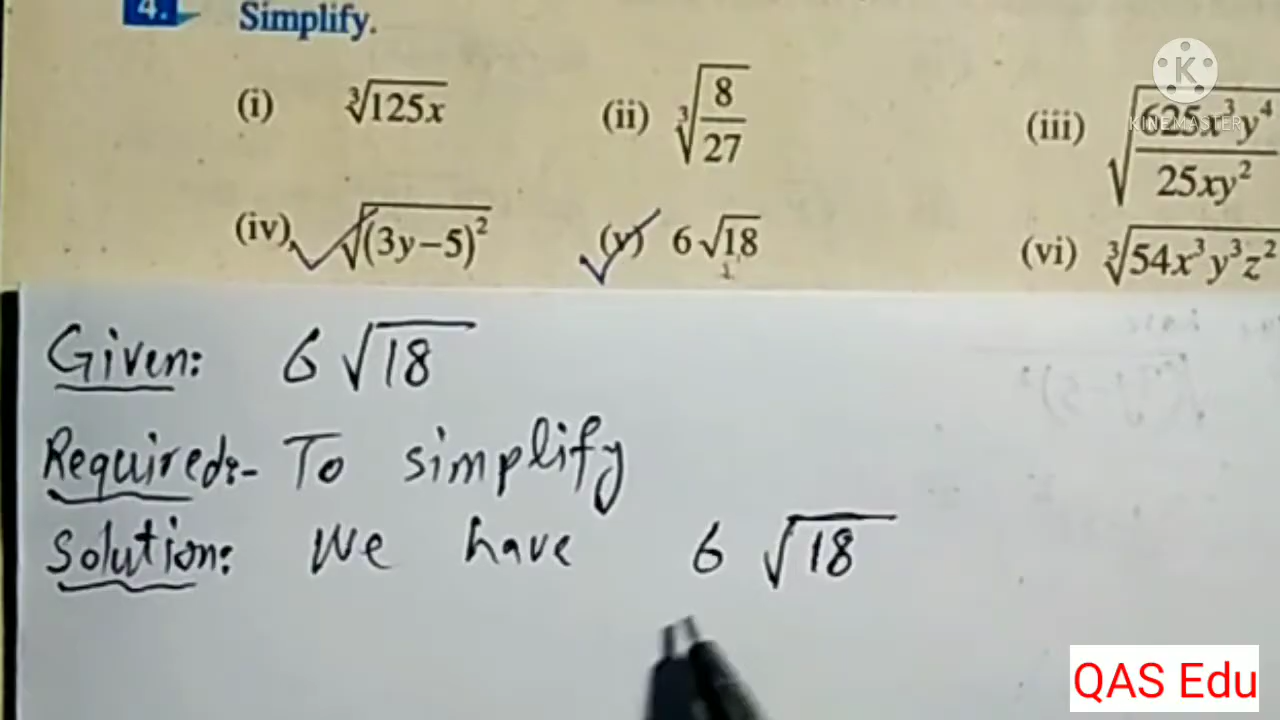 4. Simplify.
(i) ∛125x (ii) ∛(8/27) (iii) √(625x³y⁴/25xy²)
(iv) √(3y–5)² (v) 6√18 (vi) ∛54x³y³z²
K
KINEMASTER
Given: 6√18
Required:- To simplify
Solution: We have 6√18
QAS Edu